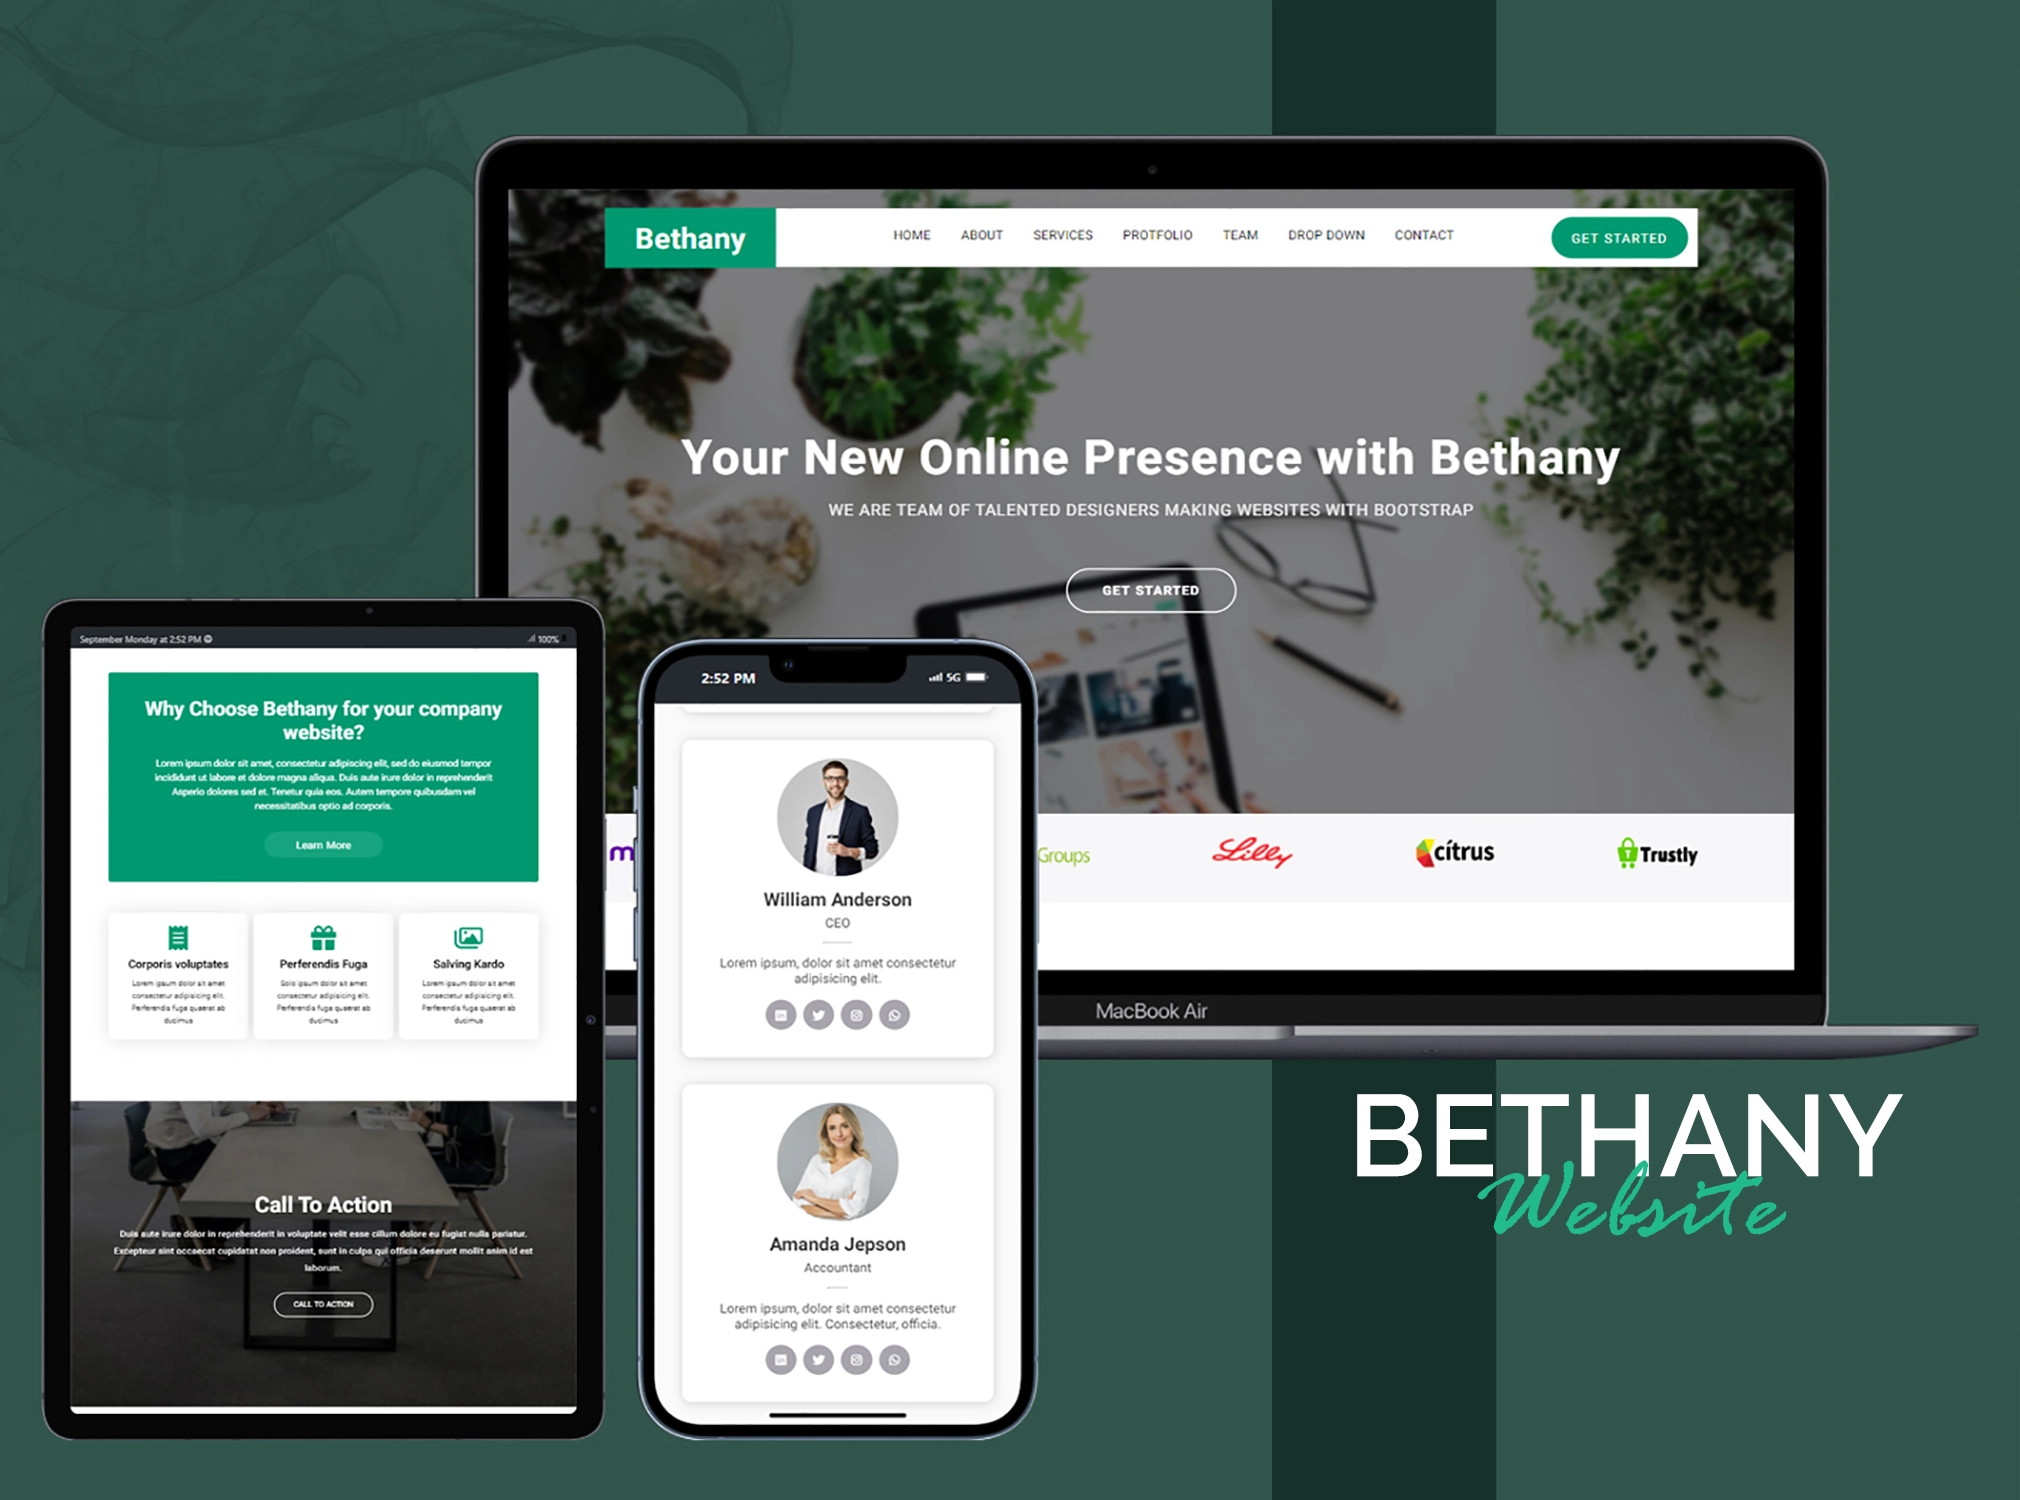 Bethany
HOME ABOUT SERVICES PROTFOLIO TEAM DROP DOWN CONTACT
GET STARTED
Your New Online Presence with Bethany
WE ARE TEAM OF TALENTED DESIGNERS MAKING WEBSITES WITH BOOTSTRAP
GET STARTED
m
Groups
Lilly
cítrus
Trustly
MacBook Air
September Monday at 2:52 PM
100%
Why Choose Bethany for your company
website?
Lorem ipsum dolor sit amet, consectetur adipiscing elit, sed do eiusmod tempor
incididunt ut labore et dolore magna aliqua. Duis aute irure dolor in reprehenderit
Asperio dolores sed et. Tenetur quia eos. Autem tempore quibusdam vel
necessitatibus optio ad corporis.
Learn More
Corporis voluptates
Lorem ipsum dolor sit amet
consectetur adipisicing elit.
Perferendis fuga quaerat ab
ducimus
Perferendis Fuga
Solo ipsum dolor sit amet
consectetur adipisicing elit.
Perferendis fuga quaerat ab
ducimus
Salving Kardo
Lorem ipsum dolor sit amet
consectetur adipisicing elit.
Perferendis fuga quaerat ab
ducimus
Call To Action
Duis aute irure dolor in reprehenderit in voluptate velit esse cillum dolore eu fugiat nulla pariatur.
Excepteur sint occaecat cupidatat non proident, sunt in culpa qui officia deserunt mollit anim id est
laborum.
CALL TO ACTION
2:52 PM
5G
William Anderson
CEO
Lorem ipsum, dolor sit amet consectetur
adipisicing elit.
Amanda Jepson
Accountant
Lorem ipsum, dolor sit amet consectetur
adipisicing elit. Consectetur, officia.
BETHANY
Website